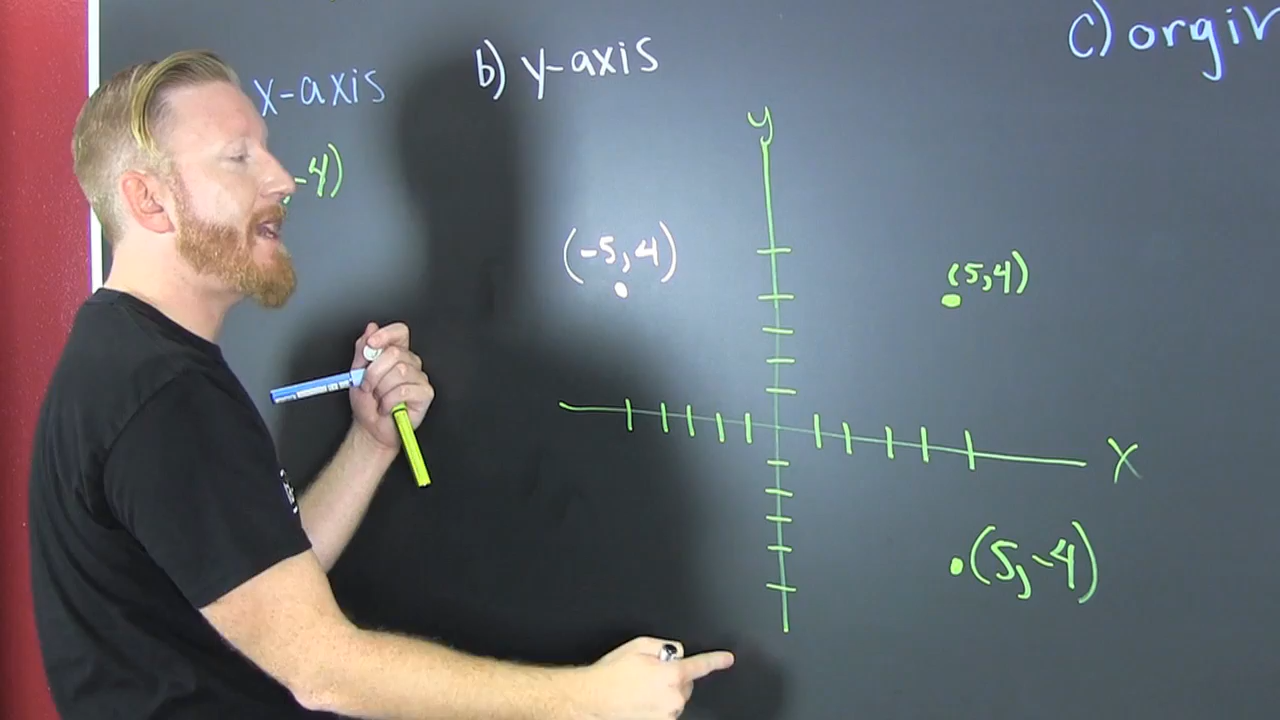 x-axis
-4)
b) y-axis
c) orgin
y
(-5,4)
(5,4)
x
(5,-4)